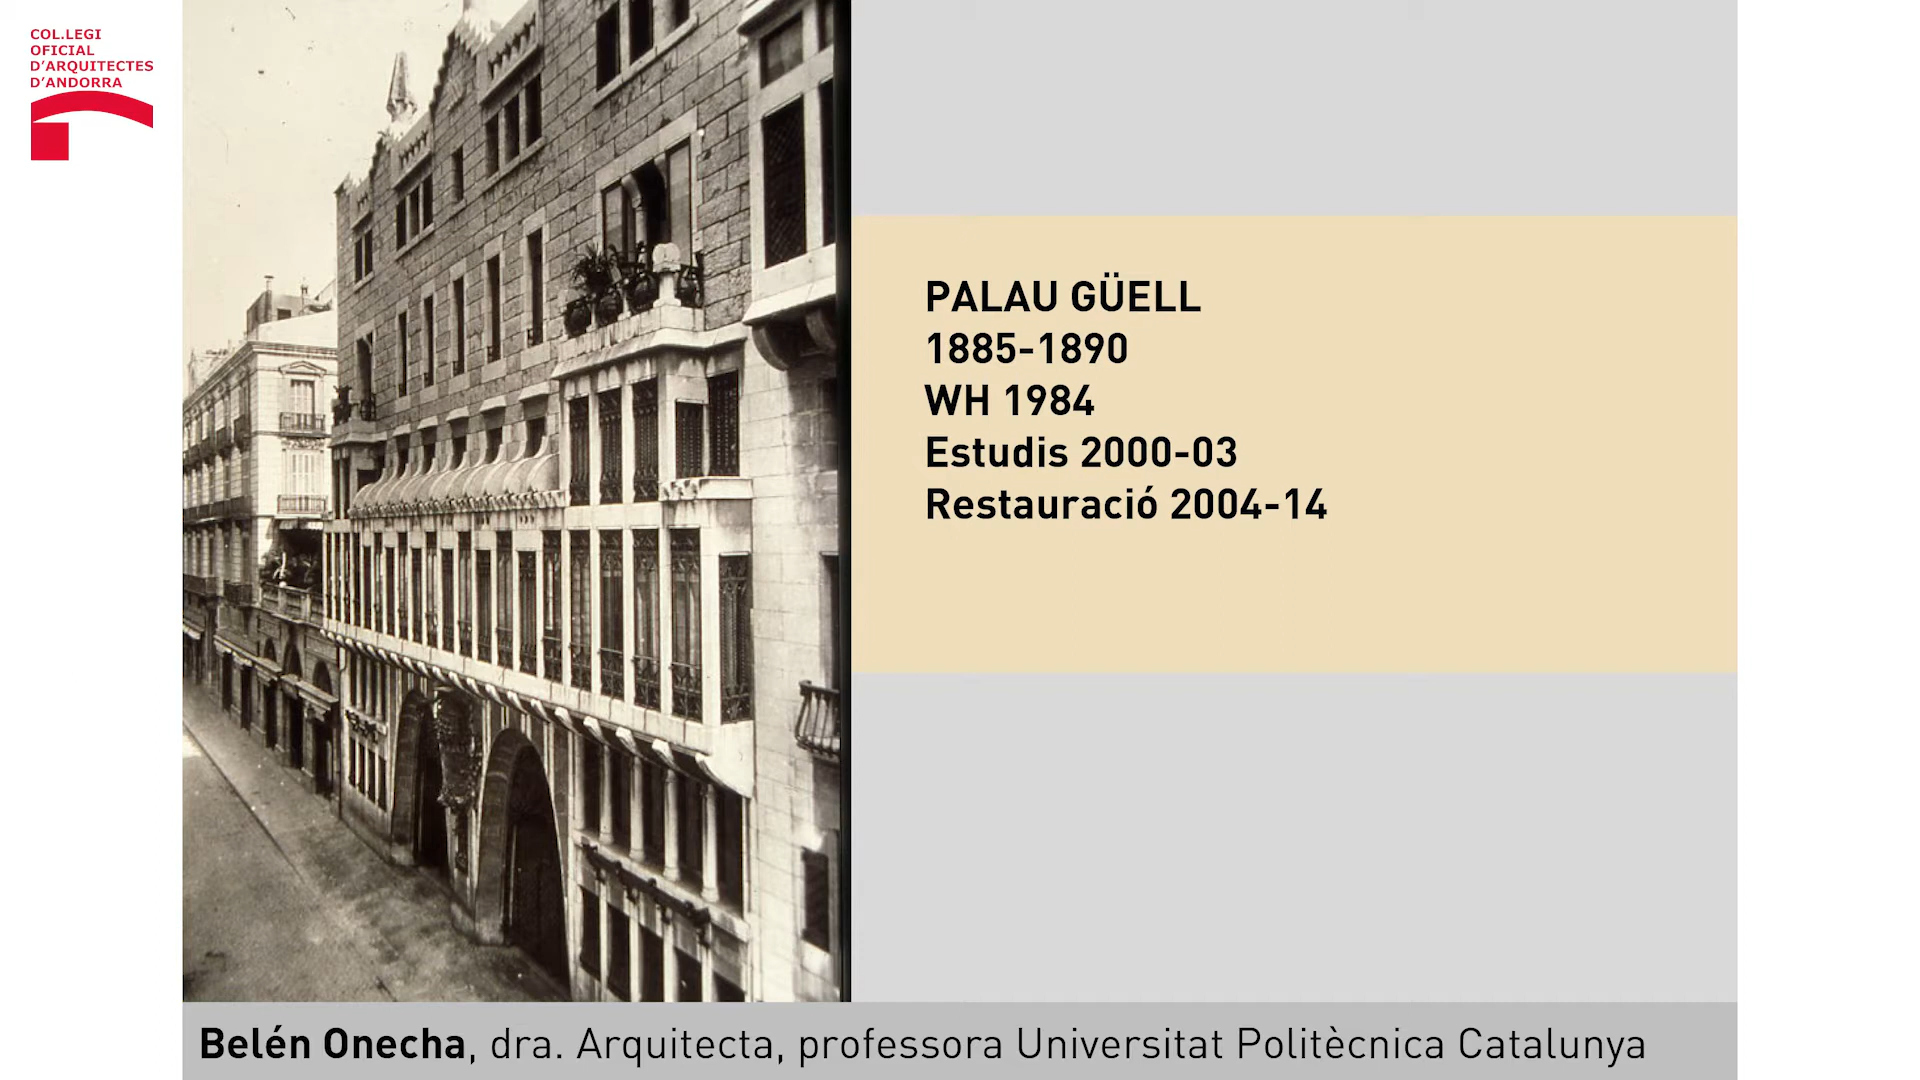 COL.LEGI
OFICIAL
D'ARQUITECTES
D'ANDORRA
PALAU GÜELL
1885-1890
WH 1984
Estudis 2000-03
Restauració 2004-14
Belén Onecha, dra. Arquitecta, professora Universitat Politècnica Catalunya